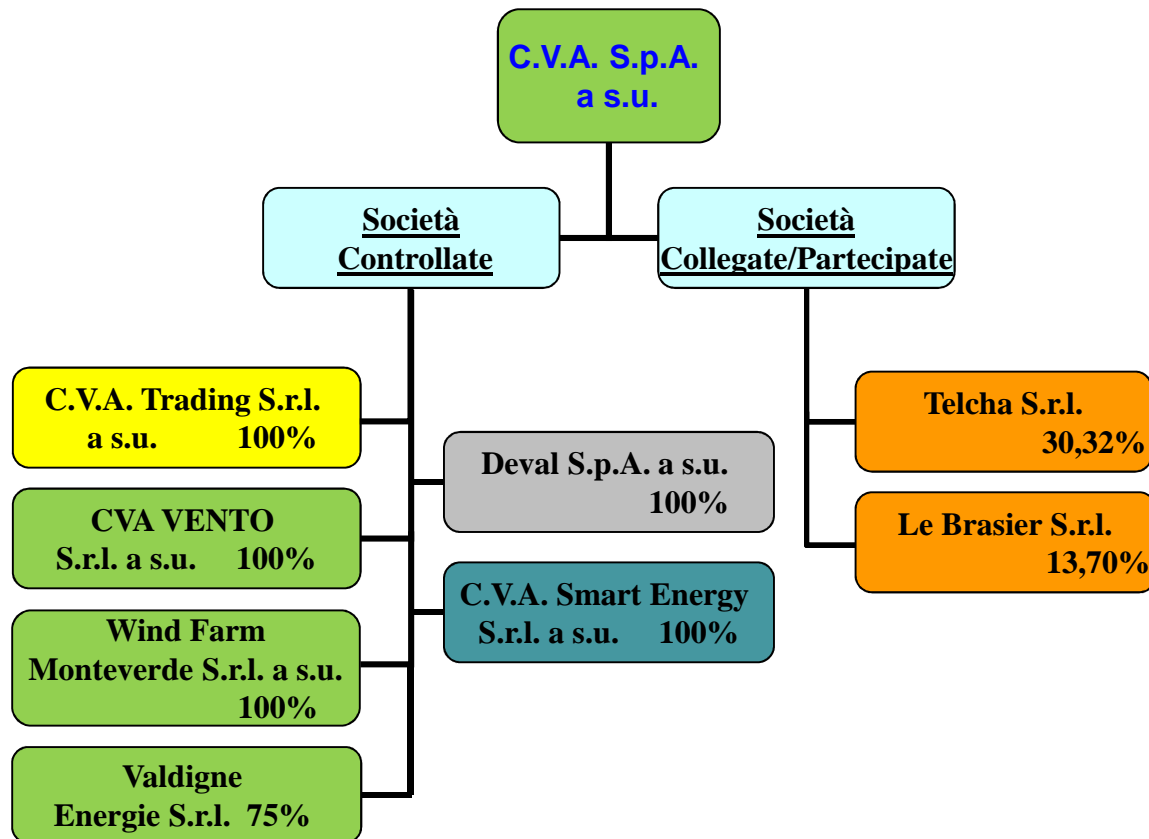 C.V.A. S.p.A.
a s.u.
Società
Controllate
Società
Collegate/Partecipate
C.V.A. Trading S.r.l.
a s.u. 100%
CVA VENTO
S.r.l. a s.u. 100%
Wind Farm
Monteverde S.r.l. a s.u.
100%
Valdigne
Energie S.r.l. 75%
Deval S.p.A. a s.u.
100%
C.V.A. Smart Energy
S.r.l. a s.u. 100%
Telcha S.r.l.
30,32%
Le Brasier S.r.l.
13,70%